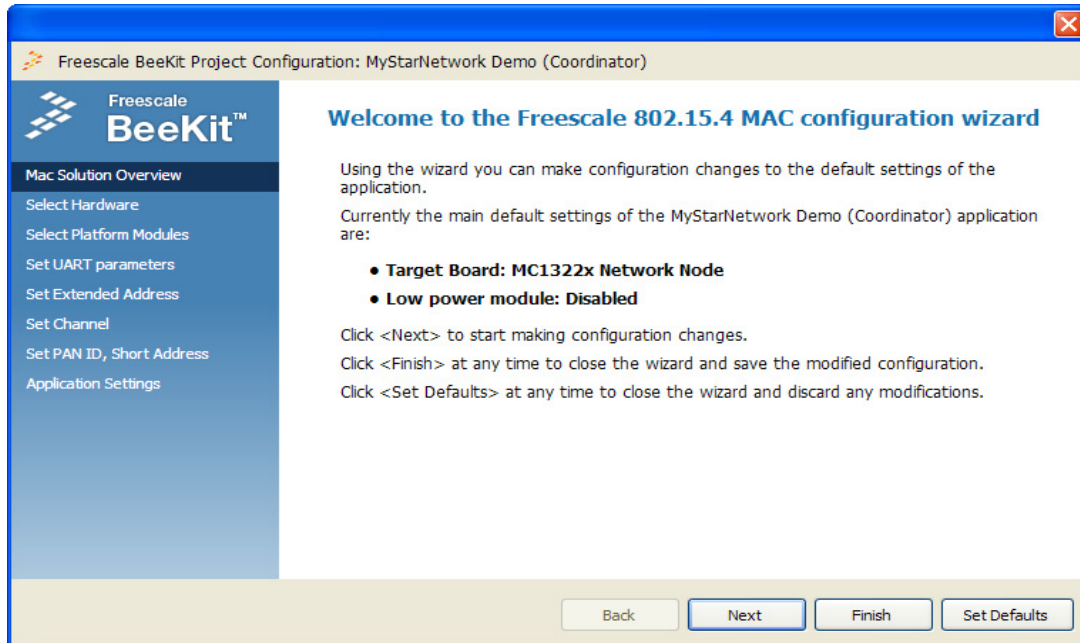 Freescale BeeKit Project Configuration: MyStarNetwork Demo (Coordinator)
Freescale
BeeKit™
Mac Solution Overview
Select Hardware
Select Platform Modules
Set UART parameters
Set Extended Address
Set Channel
Set PAN ID, Short Address
Application Settings
Welcome to the Freescale 802.15.4 MAC configuration wizard
Using the wizard you can make configuration changes to the default settings of the
application.
Currently the main default settings of the MyStarNetwork Demo (Coordinator) application
are:
• Target Board: MC1322x Network Node
• Low power module: Disabled
Click <Next> to start making configuration changes.
Click <Finish> at any time to close the wizard and save the modified configuration.
Click <Set Defaults> at any time to close the wizard and discard any modifications.
Back Next Finish Set Defaults